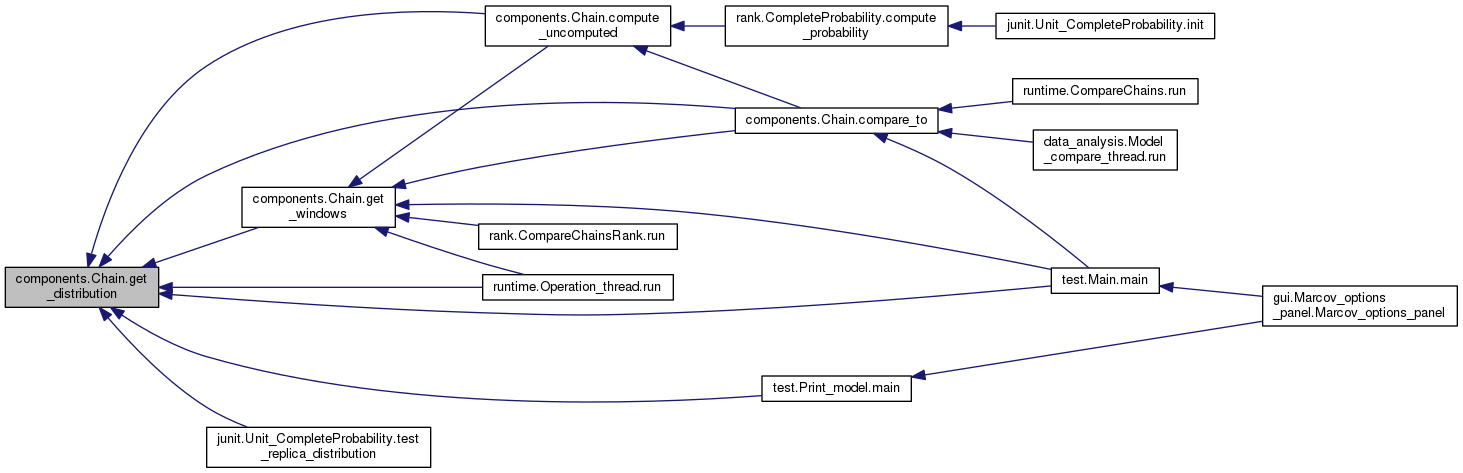 components.Chain.compute
_uncomputed
rank.CompleteProbability.compute
_probability
junit.Unit_CompleteProbability.init
runtime.CompareChains.run
components.Chain.compare_to
data_analysis.Model
_compare_thread.run
components.Chain.get
_windows
rank.CompareChainsRank.run
components.Chain.get
_distribution
runtime.Operation_thread.run
test.Main.main
gui.Marcov_options
_panel.Marcov_options_panel
test.Print_model.main
junit.Unit_CompleteProbability.test
_replica_distribution